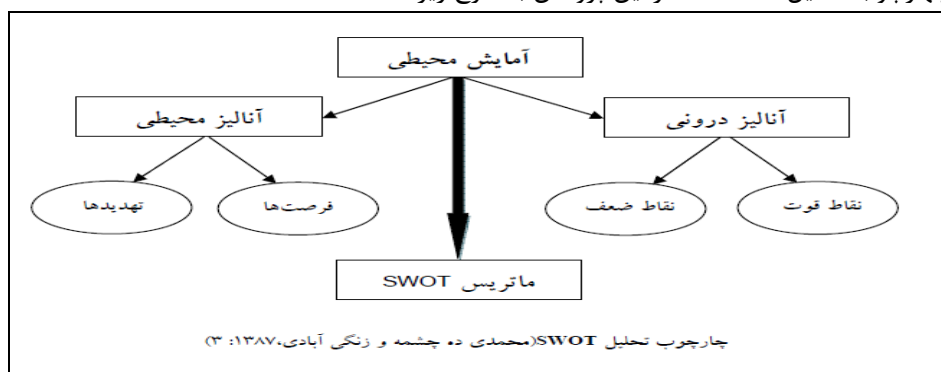 آمایش محیطی
آنالیز درونی
آنالیز محیطی
نقاط قوت
نقاط ضعف
فرصت‌ها
تهدیدها
ماتریس SWOT
چارچوب تحلیل SWOT(محمدی ده چشمه و زنگی آبادی،۱۳۸۷: ۳)